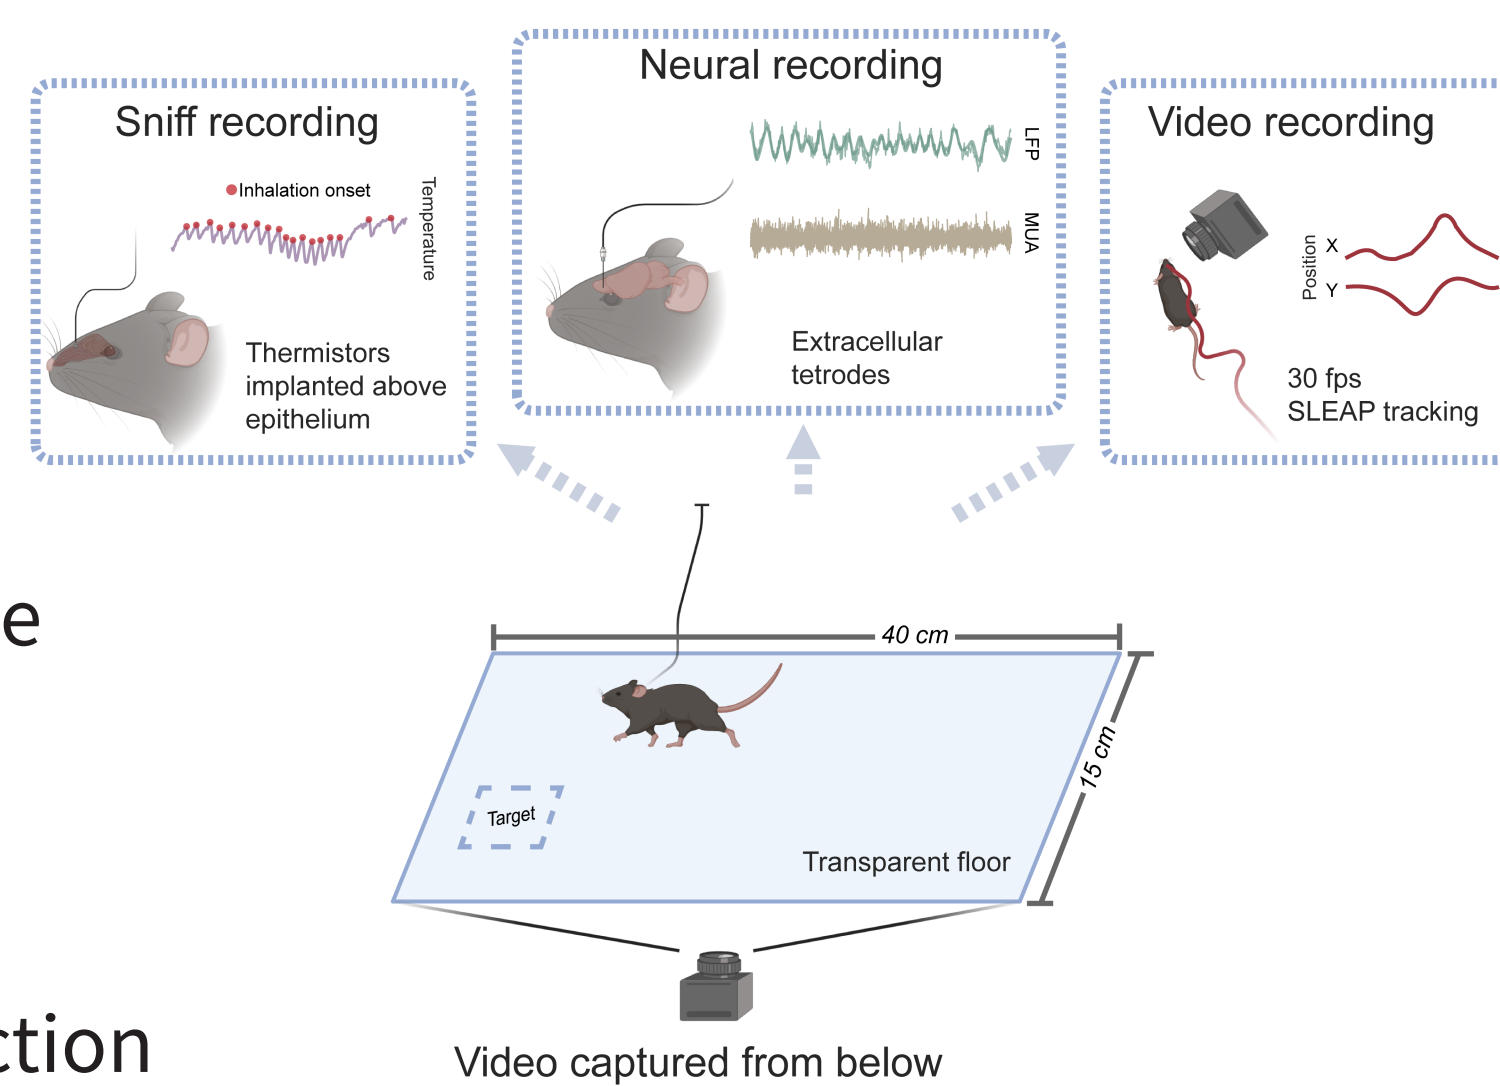 Neural recording
LFP
MUA
Extracellular
tetrodes
Sniff recording
Inhalation onset
Temperature
Thermistors
implanted above
epithelium
Video recording
Position
X
Y
30 fps
SLEAP tracking
e
40 cm
15 cm
Target
Transparent floor
ction
Video captured from below